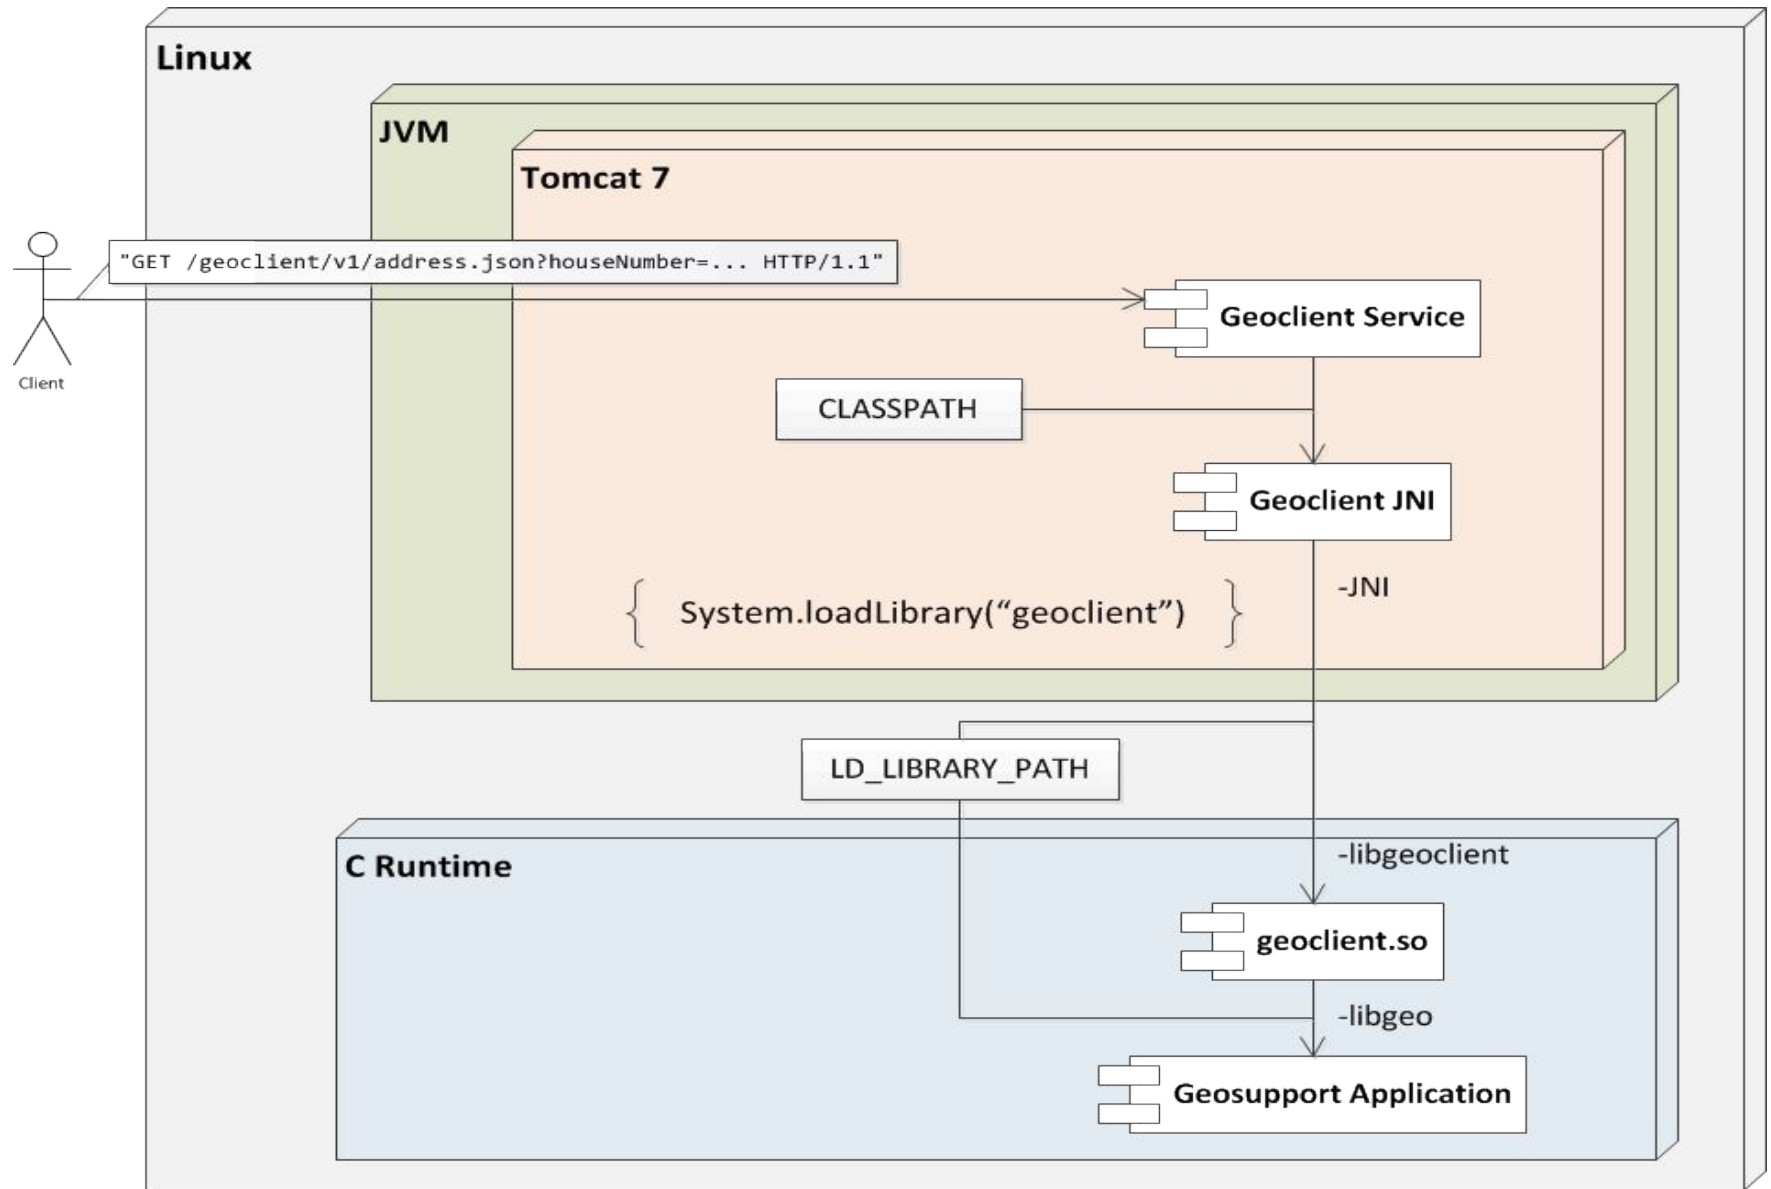 Linux
JVM
Tomcat 7
"GET /geoclient/v1/address.json?houseNumber=... HTTP/1.1"
Client
Geoclient Service
CLASSPATH
Geoclient JNI
-JNI
{ System.loadLibrary(“geoclient”) }
LD_LIBRARY_PATH
C Runtime
-libgeoclient
geoclient.so
-libgeo
Geosupport Application